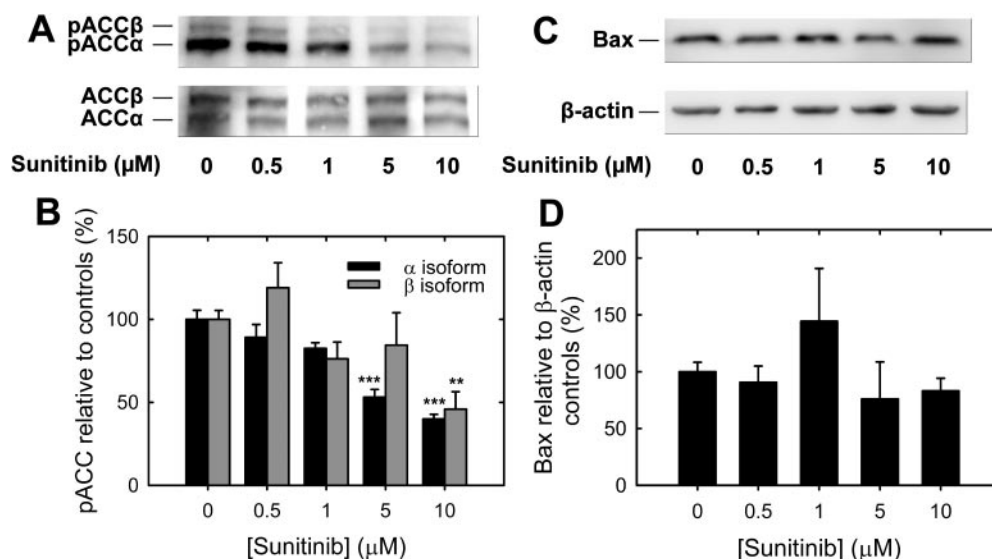 A
pACCβ
pACCα
ACCβ
ACCα
Sunitinib (µM) 0 0.5 1 5 10
B
pACC relative to controls (%)
150
100
50
0
α isoform
β isoform
***
***
**
0 0.5 1 5 10
[Sunitinib] (µM)
C
Bax
β-actin
Sunitinib (µM) 0 0.5 1 5 10
D
Bax relative to β-actin
controls (%)
200
150
100
50
0
0 0.5 1 5 10
[Sunitinib] (µM)